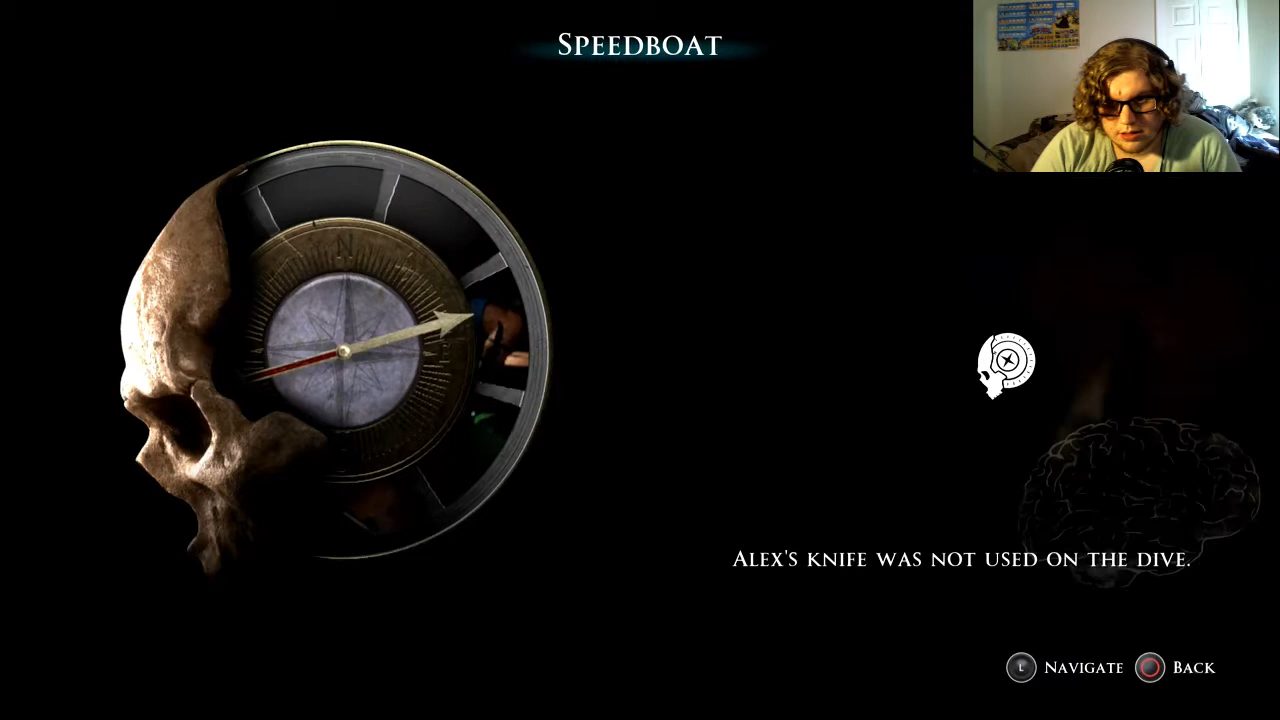 SPEEDBOAT
N
ALEX'S KNIFE WAS NOT USED ON THE DIVE.
L NAVIGATE BACK